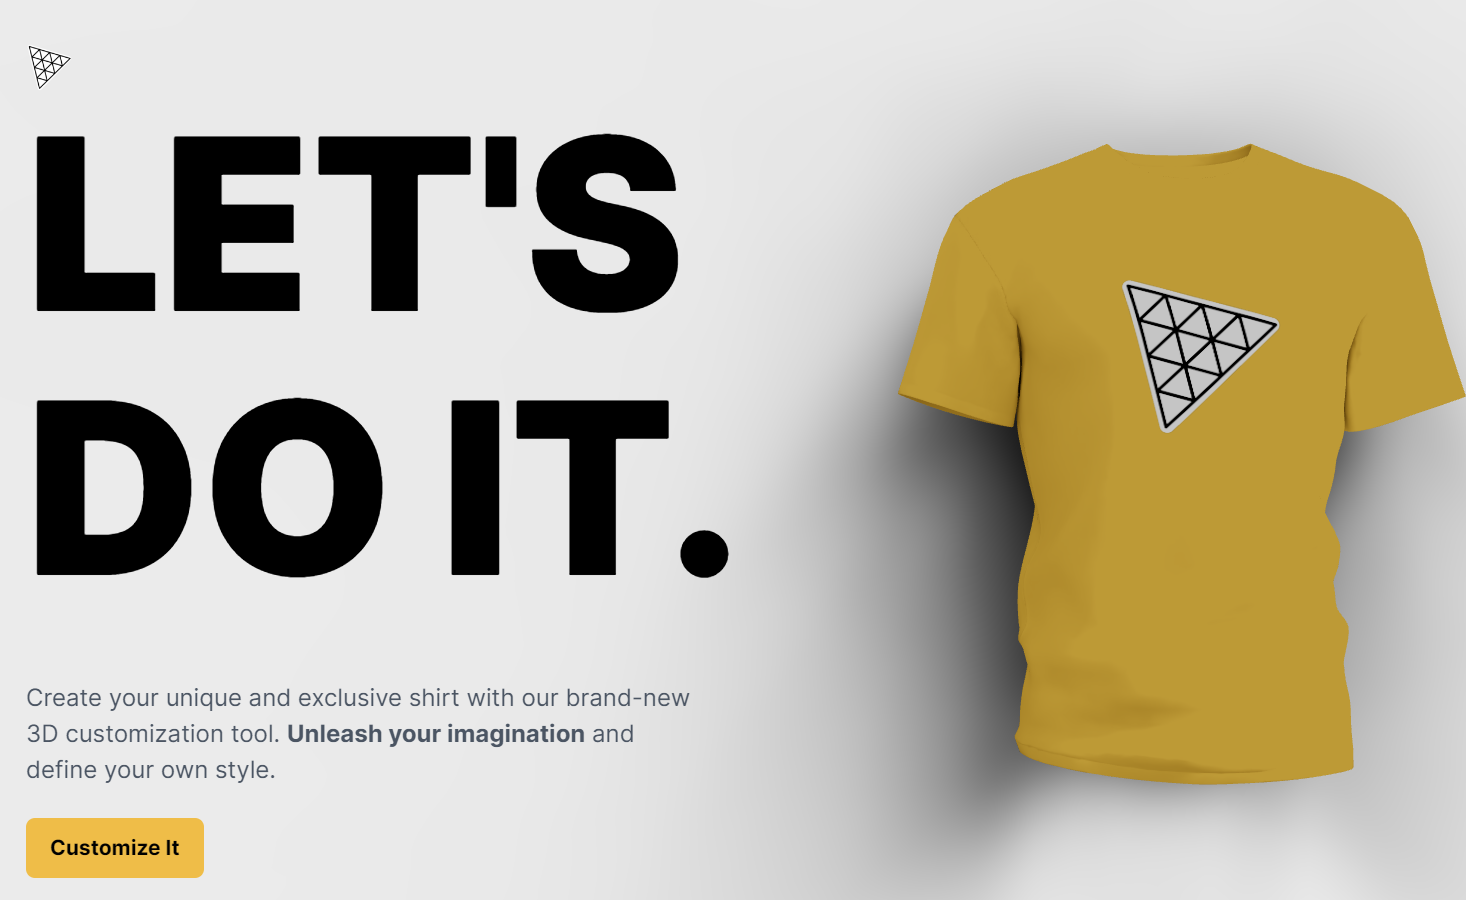 LET'S
DO IT.
Create your unique and exclusive shirt with our brand-new
3D customization tool. Unleash your imagination and
define your own style.
Customize It